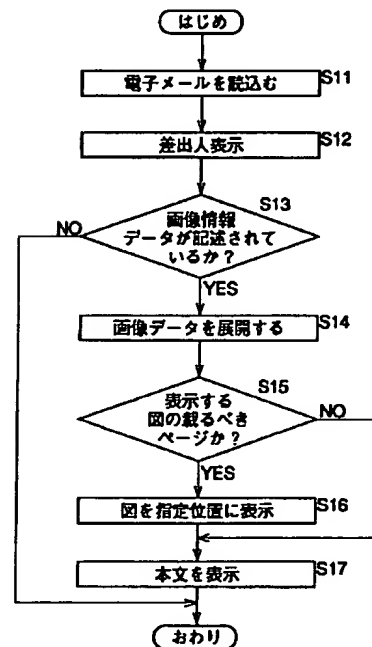 はじめ
電子メールを読込む
S11
差出人表示
S12
S13
画像情報
データが記述されて
いるか？
NO
YES
画像データを展開する
S14
S15
表示する
図の載るべき
ページか？
NO
YES
図を指定位置に表示
S16
本文を表示
S17
おわり